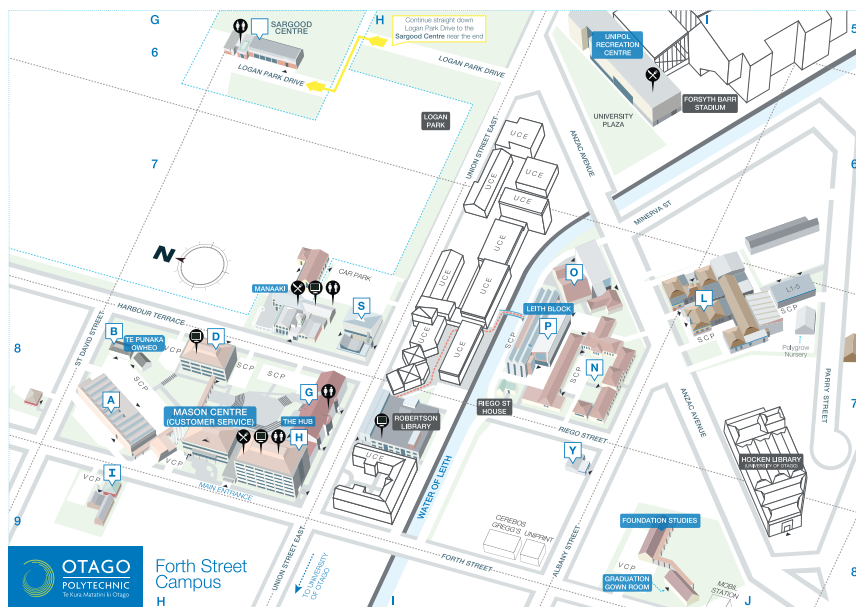 G
H
I
5
6
SARGOOD
CENTRE
Continue straight down
Logan Park Drive to the
Sargood Centre near the end
LOGAN PARK DRIVE
LOGAN PARK DRIVE
UNIPOL
RECREATION
CENTRE
FORSYTH BARR
STADIUM
UNIVERSITY
PLAZA
LOGAN
PARK
UNION STREET EAST
ANZAC AVENUE
UCE
UCE
UCE
UCE
UCE
UCE
UCE
UCE
UCE
UCE
7
6
MINERVA ST
N
CAR PARK
MANAAKI
S
O
L
L1-5
LEITH BLOCK
P
SCP
SCP
SCP
SCP
N
Polygrow
Nursery
HARBOUR TERRACE
ST DAVID STREET
8
B
TE PUNAKA
OWHEO
VCP
D
SCP
SCP
A
G
MASON CENTRE
(CUSTOMER SERVICE)
THE HUB
H
ROBERTSON
LIBRARY
RIEGO ST
HOUSE
RIEGO STREET
ANZAC AVENUE
PARRY STREET
7
I
VCP
VCP
MAIN ENTRANCE
WATER OF LEITH
Y
HOCKEN LIBRARY
(UNIVERSITY OF OTAGO)
9
CEREBOS
GREGG'S
UNIPRINT
FOUNDATION STUDIES
FORTH STREET
ALBANY STREET
VCP
GRADUATION
GOWN ROOM
MOBIL
STATION
UNION STREET EAST
TO UNIVERSITY
OF OTAGO
OTAGO
POLYTECHNIC
Te Kura Matatini ki Otago
Forth Street
Campus
H
I
J
8